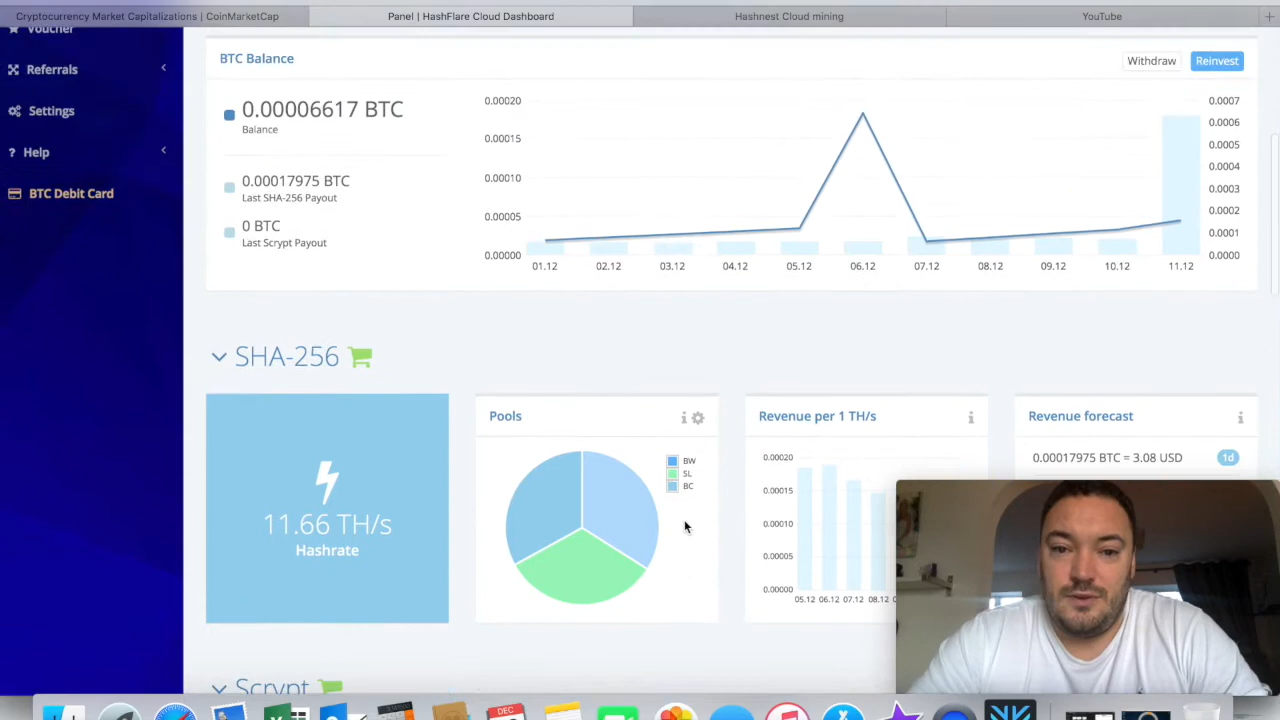 Cryptocurrency Market Capitalizations | CoinMarketCap
Panel | HashFlare Cloud Dashboard
Hashnest Cloud mining
YouTube
Voucher
Referrals
Settings
? Help
BTC Debit Card
BTC Balance
Withdraw
Reinvest
0.00006617 BTC
Balance
0.00017975 BTC
Last SHA-256 Payout
0 BTC
Last Scrypt Payout
0.00020
0.00015
0.00010
0.00005
0.00000
0.0007
0.0006
0.0005
0.0004
0.0003
0.0002
0.0001
0.0000
01.12 02.12 03.12 04.12 05.12 06.12 07.12 08.12 09.12 10.12 11.12
SHA-256
11.66 TH/s
Hashrate
Pools
BW
SL
BC
Revenue per 1 TH/s
0.00020
0.00015
0.00010
0.00005
0.00000
05.12 06.12 07.12 08.12
Revenue forecast
0.00017975 BTC = 3.08 USD
1d
Scrypt
DEC